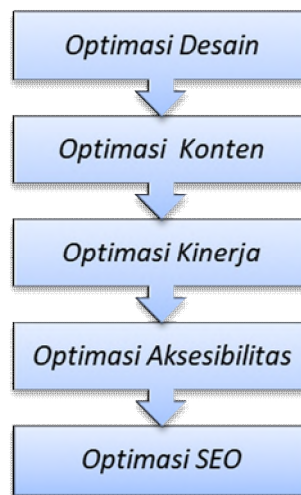 Optimasi Desain
Optimasi Konten
Optimasi Kinerja
Optimasi Aksesibilitas
Optimasi SEO